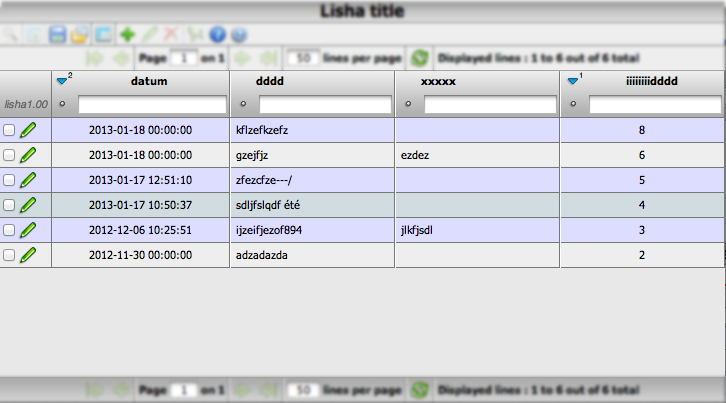 Lisha title
Page 1 on 1 50 lines per page Displayed lines : 1 to 6 out of 6 total
2 datum dddd xxxxx 1 iiiiiiiidddd
lisha1.00
2013-01-18 00:00:00 kflzefkzefz 8
2013-01-18 00:00:00 gzejfjz ezdez 6
2013-01-17 12:51:10 zfezcfze---/ 5
2013-01-17 10:50:37 sdljfslqdf été 4
2012-12-06 10:25:51 ijzeifjezof894 jlkfjsdl 3
2012-11-30 00:00:00 adzadazda 2
Page 1 on 1 50 lines per page Displayed lines : 1 to 6 out of 6 total